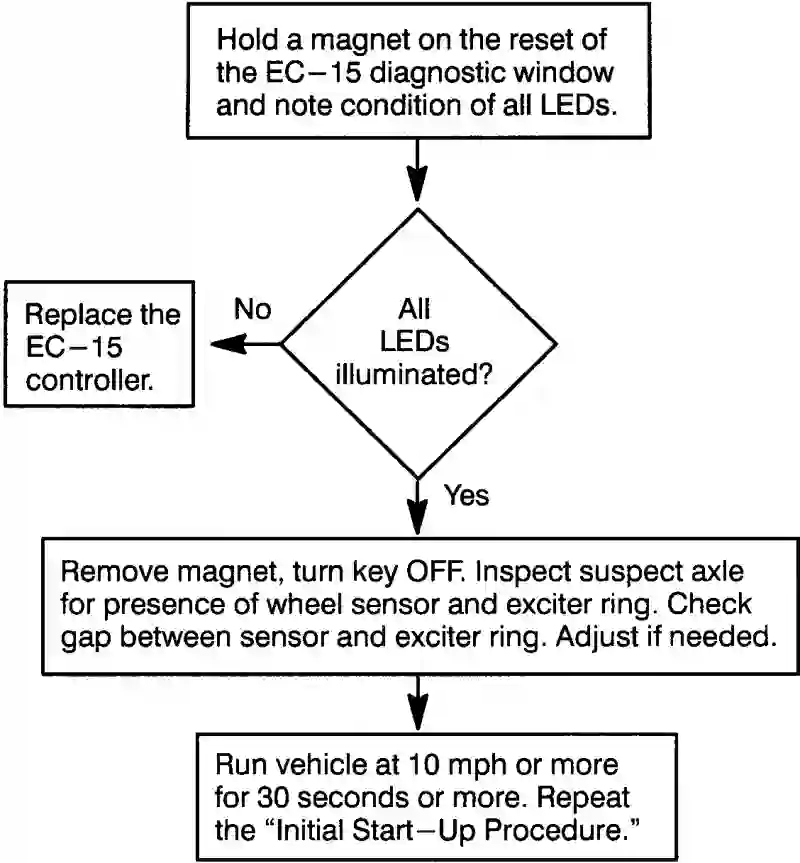 Hold a magnet on the reset of
the EC–15 diagnostic window
and note condition of all LEDs.
All
LEDs
illuminated?
No
Replace the
EC–15
controller.
Yes
Remove magnet, turn key OFF. Inspect suspect axle
for presence of wheel sensor and exciter ring. Check
gap between sensor and exciter ring. Adjust if needed.
Run vehicle at 10 mph or more
for 30 seconds or more. Repeat
the “Initial Start–Up Procedure.”